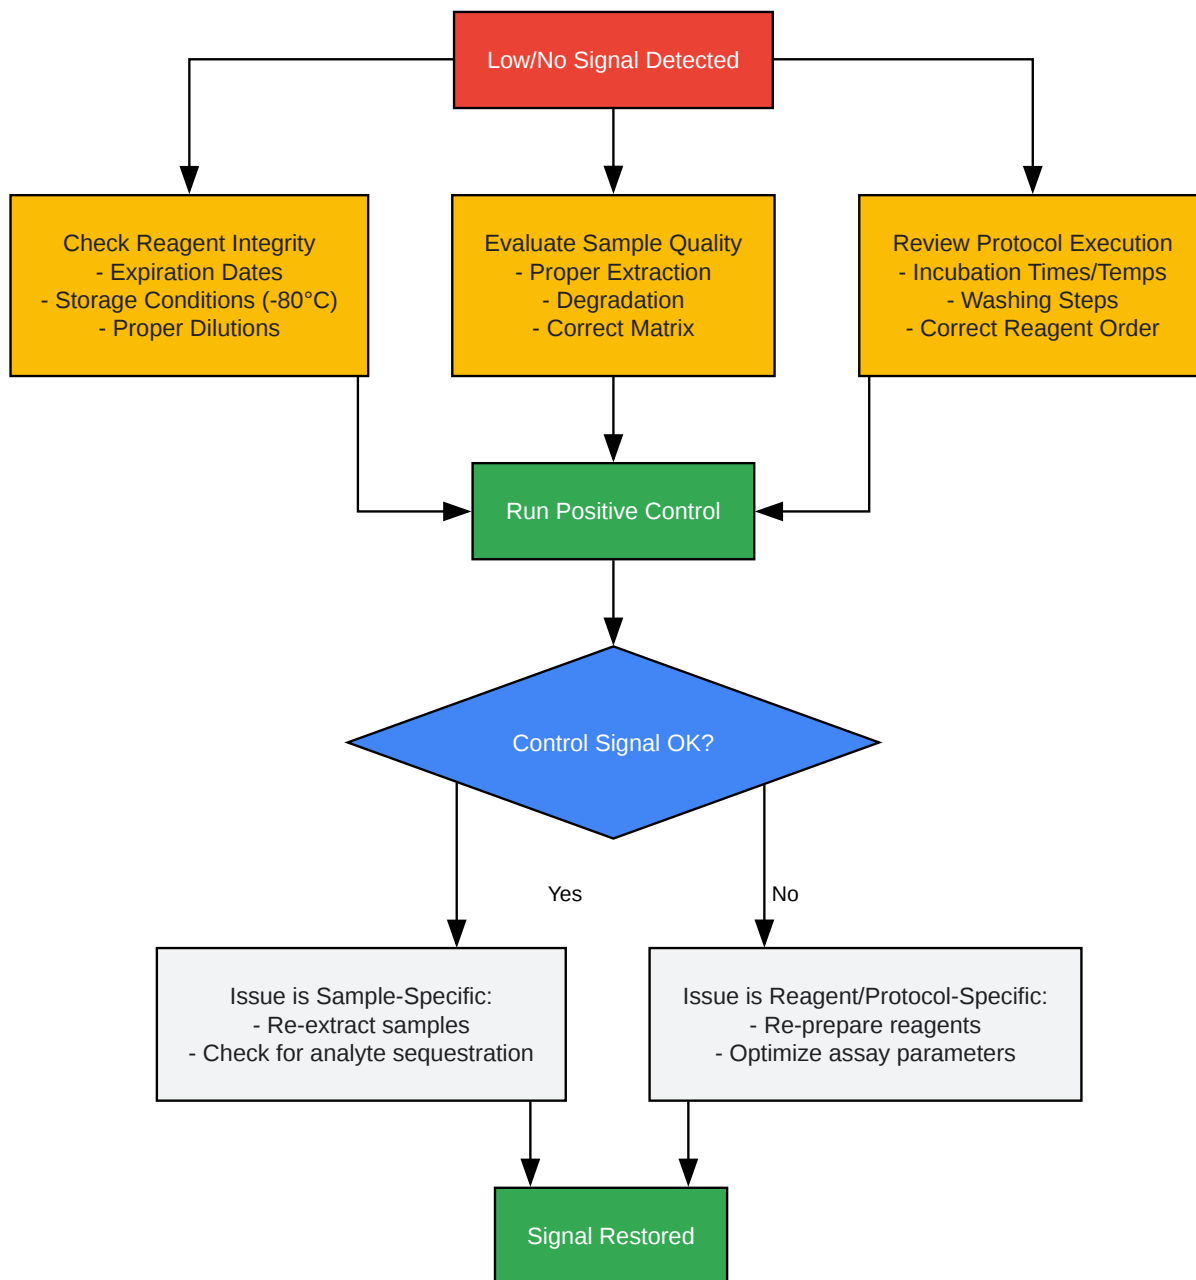 Low/No Signal Detected
Check Reagent Integrity
- Expiration Dates
- Storage Conditions (-80°C)
- Proper Dilutions
Evaluate Sample Quality
- Proper Extraction
- Degradation
- Correct Matrix
Review Protocol Execution
- Incubation Times/Temps
- Washing Steps
- Correct Reagent Order
Run Positive Control
Control Signal OK?
Yes
No
Issue is Sample-Specific:
- Re-extract samples
- Check for analyte sequestration
Issue is Reagent/Protocol-Specific:
- Re-prepare reagents
- Optimize assay parameters
Signal Restored